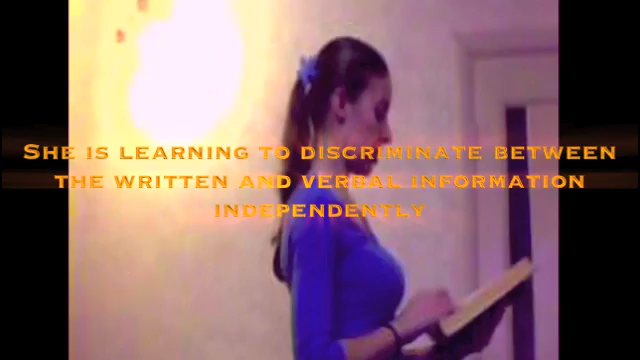 She is learning to discriminate between
the written and verbal information
independently